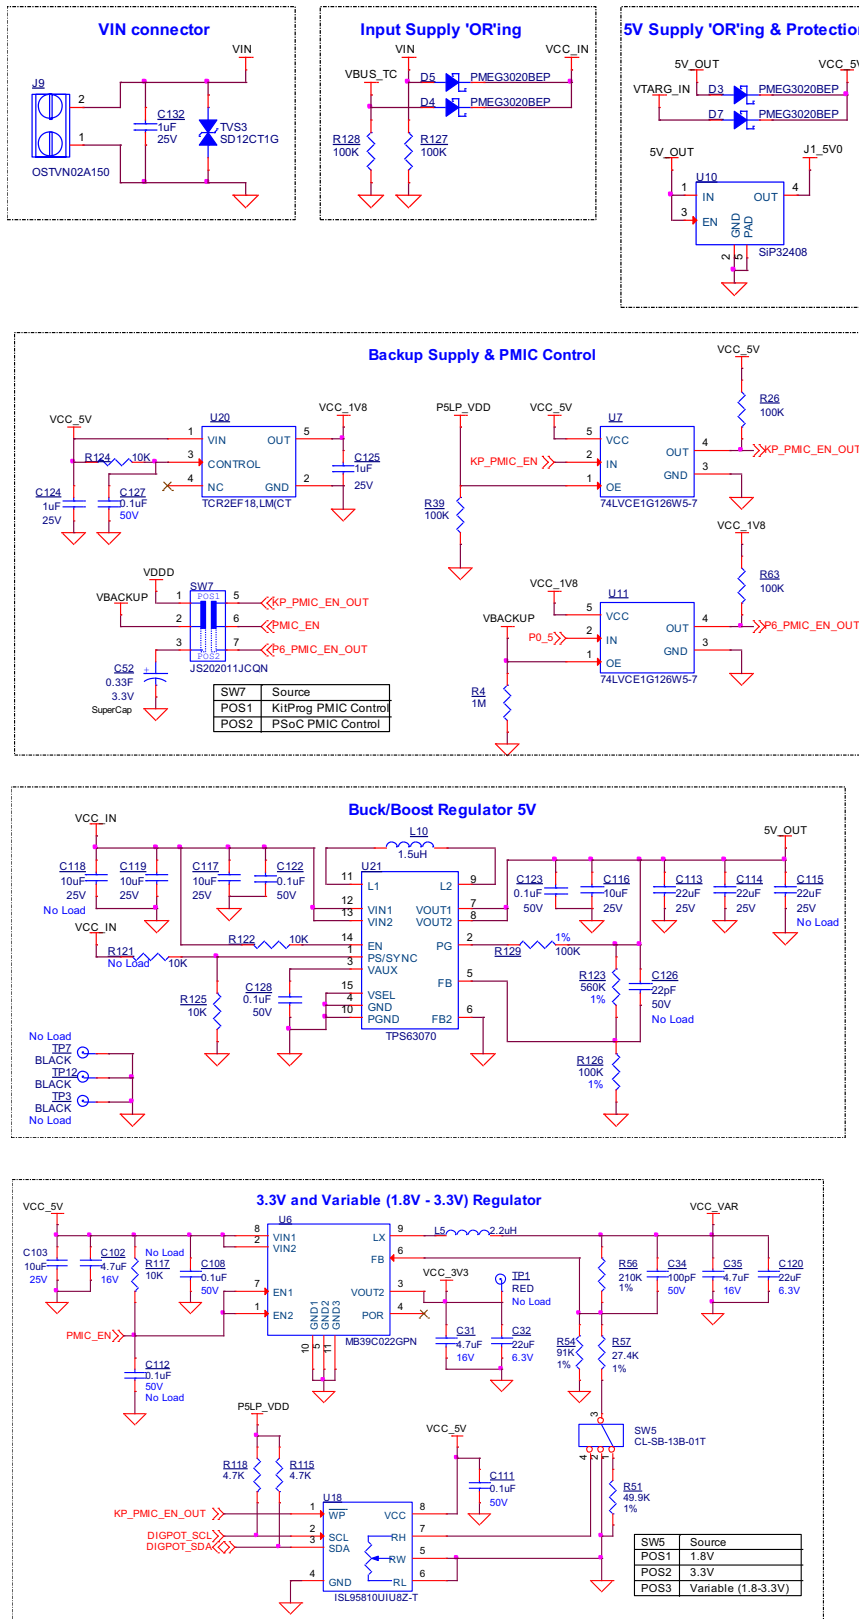 VIN connector
VIN
J9
2
1
C132
1uF
25V
TVS3
SD12CT1G
OSTVN02A150
Input Supply 'OR'ing
VIN
VCC_IN
VBUS_TC
D5
PMEG3020BEP
D4
PMEG3020BEP
R128
100K
R127
100K
5V Supply 'OR'ing & Protection
5V_OUT
VCC_5V
VTARG_IN
D3
PMEG3020BEP
D7
PMEG3020BEP
5V_OUT
J1_5V0
U10
1
IN
OUT
4
3
EN
GND
PAD
2
5
SiP32408
Backup Supply & PMIC Control
VCC_5V
U20
VCC_1V8
1
VIN
OUT
5
R124
10K
3
CONTROL
4
NC
GND
2
TCR2EF18,LM(CT
C124
1uF
25V
C127
0.1uF
50V
C125
1uF
25V
P5LP_VDD
VCC_5V
U7
VCC_5V
R26
100K
5
VCC
KP_PMIC_EN
2
IN
OUT
4
KP_PMIC_EN_OUT
1
OE
GND
3
74LVCE1G126W5-7
R39
100K
VDDD
VBACKUP
SW7
POS1
1
5
KP_PMIC_EN_OUT
2
6
PMIC_EN
3
7
P6_PMIC_EN_OUT
POS2
JS202011JCQN
C52
+
0.33F
3.3V
SuperCap
SW7 Source
POS1 KitProg PMIC Control
POS2 PSoC PMIC Control
VCC_1V8
U11
VCC_1V8
R63
100K
VBACKUP
5
VCC
P0_5
2
IN
OUT
4
P6_PMIC_EN_OUT
1
OE
GND
3
74LVCE1G126W5-7
R4
1M
Buck/Boost Regulator 5V
VCC_IN
L10
1.5uH
5V_OUT
C118
10uF
25V
No Load
C119
10uF
25V
C117
10uF
25V
C122
0.1uF
50V
U21
11
L1
L2
9
12
VIN1
VOUT1
7
13
VIN2
VOUT2
8
14
EN
PG
2
1
PS/SYNC
3
VAUX
FB
5
15
VSEL
4
GND
10
PGND
FB2
6
TPS63070
C123
0.1uF
50V
C116
10uF
25V
C113
22uF
25V
C114
22uF
25V
C115
22uF
25V
No Load
VCC_IN
R121
No Load
10K
R122
10K
R125
10K
C128
0.1uF
50V
R129
1%
100K
R123
560K
1%
C126
22pF
50V
No Load
R126
100K
1%
No Load
TP7
BLACK
TP12
BLACK
TP3
BLACK
No Load
3.3V and Variable (1.8V - 3.3V) Regulator
VCC_5V
U6
VCC_VAR
8
VIN1
2
VIN2
LX
9
L5
2.2uH
FB
6
7
EN1
VOUT2
3
1
EN2
POR
4
GND1
GND2
GND3
10
5
11
MB39C022GPN
C103
10uF
25V
C102
4.7uF
16V
No Load
R117
10K
C108
0.1uF
50V
PMIC_EN
C112
0.1uF
50V
No Load
VCC_3V3
TP1
RED
No Load
C31
4.7uF
16V
C32
22uF
6.3V
R56
210K
1%
C34
100pF
50V
C35
4.7uF
16V
C120
22uF
6.3V
R54
91K
1%
R57
27.4K
1%
3
SW5
CL-SB-13B-01T
4
2
1
R51
49.9K
1%
P5LP_VDD
R118
4.7K
R115
4.7K
VCC_5V
C111
0.1uF
50V
U18
KP_PMIC_EN_OUT
1
WP
VCC
8
DIGPOT_SCL
2
SCL
RH
7
DIGPOT_SDA
3
SDA
RW
5
4
GND
RL
6
ISL95810UIU8Z-T
SW5 Source
POS1 1.8V
POS2 3.3V
POS3 Variable (1.8-3.3V)